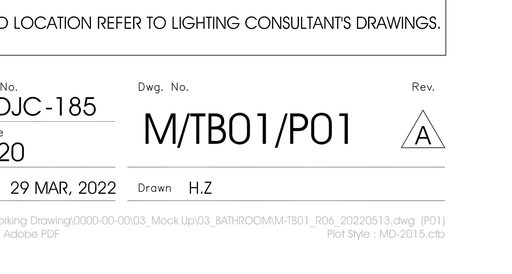 O LOCATION REFER TO LIGHTING CONSULTANT'S DRAWINGS.
No. Dwg. No. Rev.
DJC-185 M/TB01/P01 A
20
29 MAR, 2022 Drawn H.Z
orking Drawing\0000-00-00\03_Mock Up\03_BATHROOM\M-TB01_R06_20220513.dwg (P01)
Adobe PDF Plot Style : MD-2015.ctb